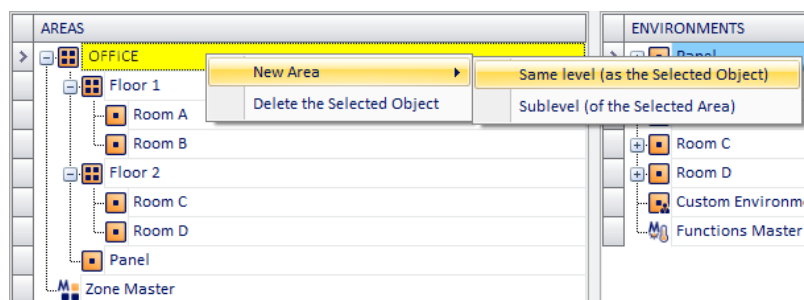 AREAS
OFFICE
Floor 1
Room A
Room B
Floor 2
Room C
Room D
Panel
Zone Master
New Area
Delete the Selected Object
Same level (as the Selected Object)
Sublevel (of the Selected Area)
ENVIRONMENTS
Panel
Room C
Room D
Custom Environm
Functions Master